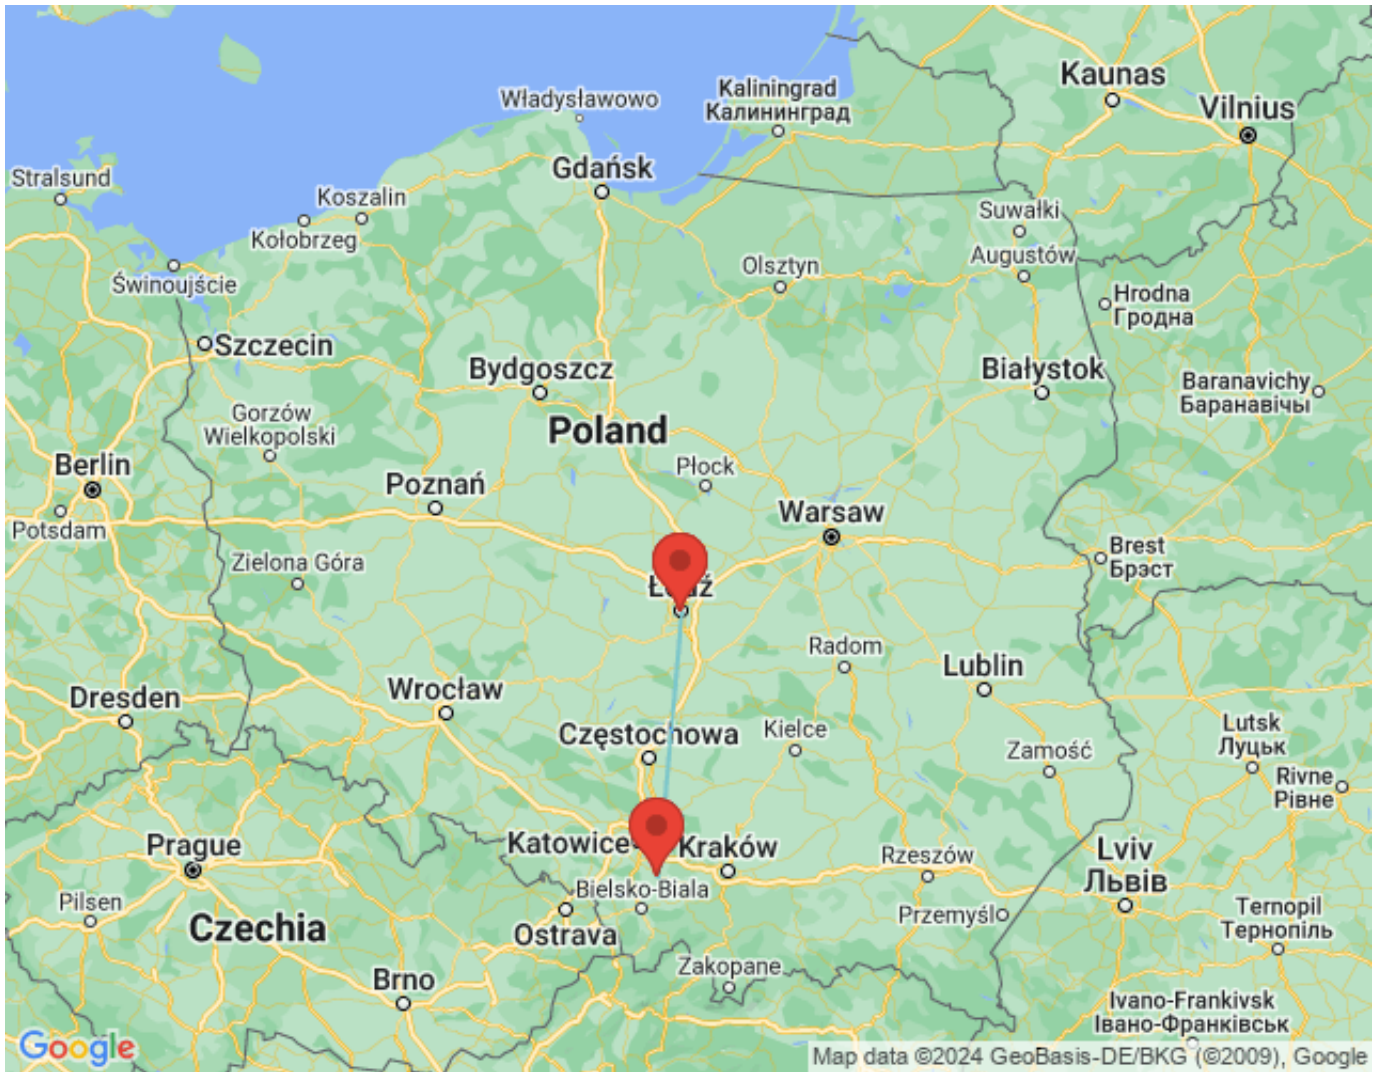 Kaunas
Vilnius
Kaliningrad
Калининград
Władysławowo
Gdańsk
Stralsund
Koszalin
Kołobrzeg
Suwałki
Augustów
Olsztyn
Świnoujście
Hrodna
Гродна
Szczecin
Bydgoszcz
Białystok
Baranavichy
Баранавічы
Gorzów
Wielkopolski
Poland
Berlin
Płock
Poznań
Potsdam
Warsaw
Brest
Брэст
Zielona Góra
Radom
Lublin
Wrocław
Dresden
Częstochowa
Kielce
Lutsk
Луцьк
Zamość
Rivne
Рівне
Prague
Katowice
Kraków
Rzeszów
Lviv
Львів
Bielsko-Biala
Pilsen
Przemyśl
Ternopil
Тернопіль
Czechia
Ostrava
Zakopane
Brno
Ivano-Frankivsk
Івано-Франківськ
Google
Map data ©2024 GeoBasis-DE/BKG (©2009), Google